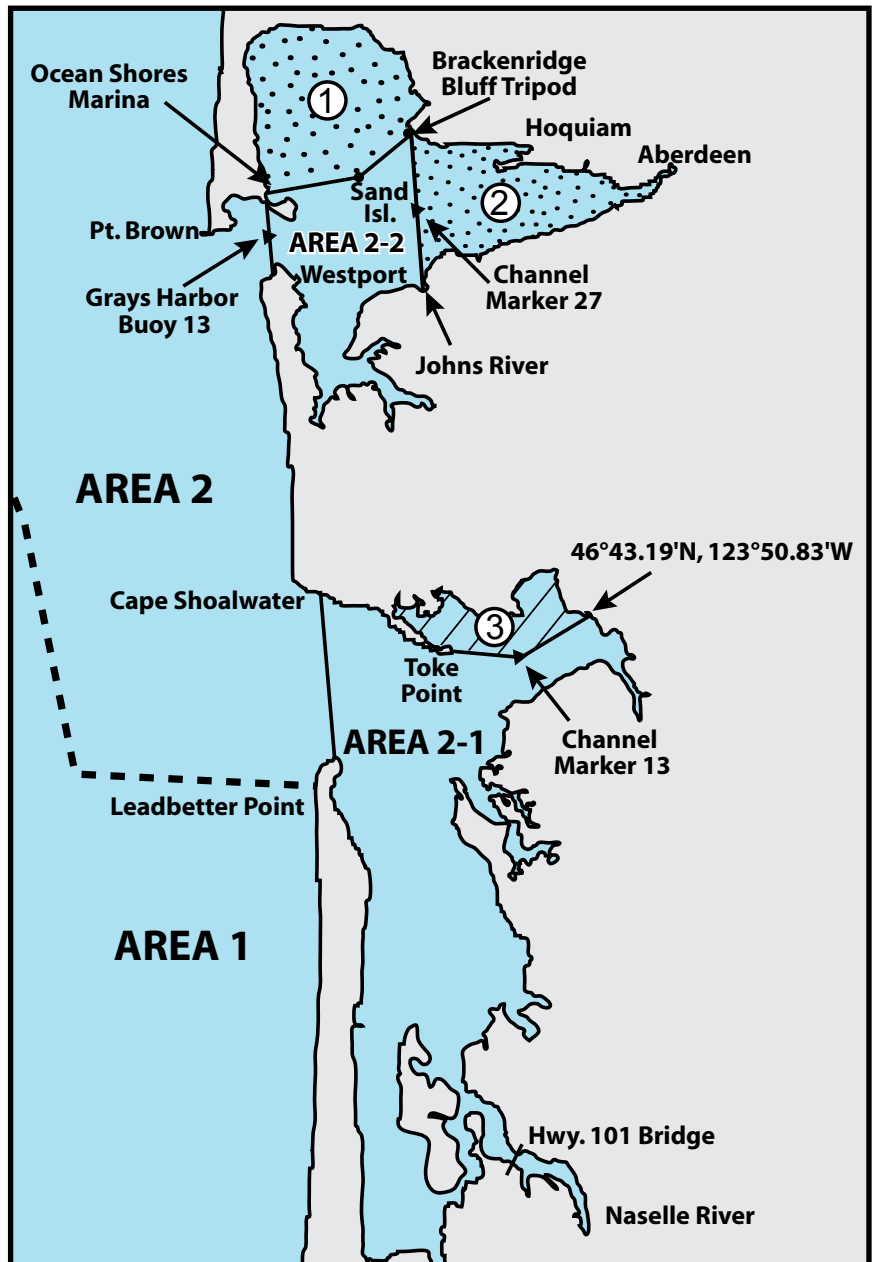 Ocean Shores
Marina
Brackenridge
Bluff Tripod
1
Hoquiam
Aberdeen
Sand
Isl.
2
Pt. Brown
AREA 2-2
Westport
Channel
Marker 27
Grays Harbor
Buoy 13
Johns River
AREA 2
46°43.19'N, 123°50.83'W
Cape Shoalwater
3
Toke
Point
AREA 2-1
Channel
Marker 13
Leadbetter Point
AREA 1
Hwy. 101 Bridge
Naselle River